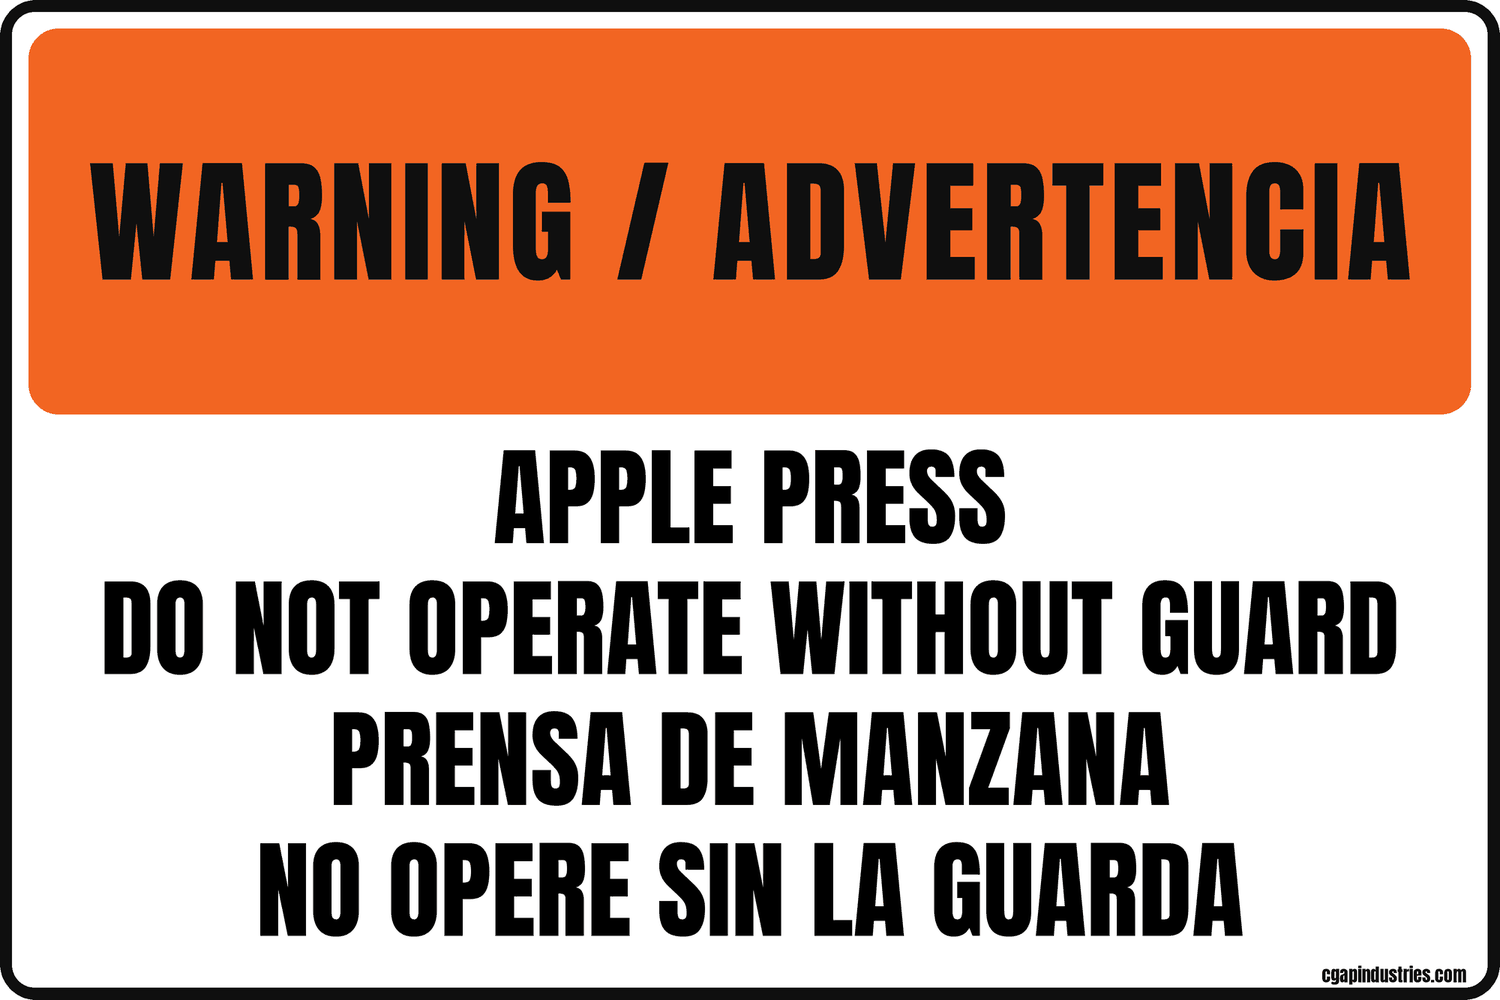 WARNING / ADVERTENCIA
APPLE PRESS
DO NOT OPERATE WITHOUT GUARD
PRENSA DE MANZANA
NO OPERE SIN LA GUARDA
cgapindustries.com